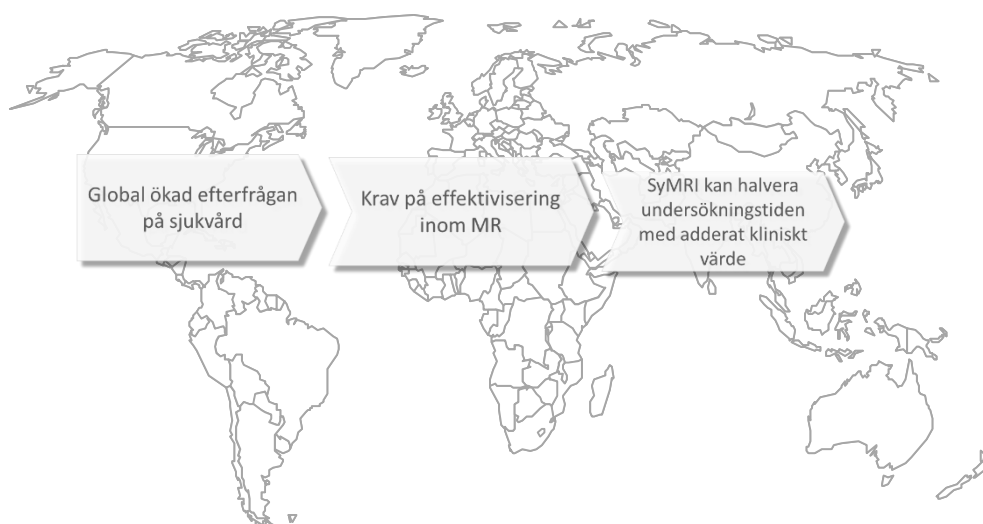 Global ökad efterfrågan
på sjukvård
Krav på effektivisering
inom MR
SyMRI kan halvera
undersökningstiden
med adderat kliniskt
värde